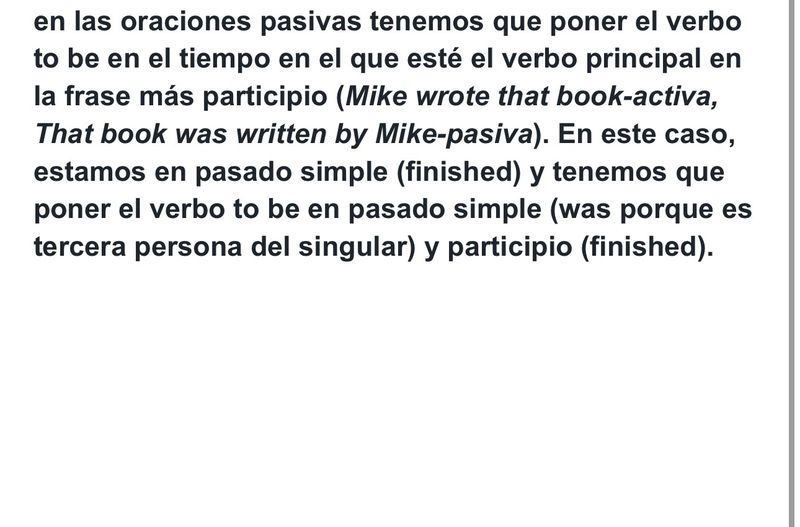 en las oraciones pasivas tenemos que poner el verbo
to be en el tiempo en el que esté el verbo principal en
la frase más participio (Mike wrote that book-activa,
That book was written by Mike-pasiva). En este caso,
estamos en pasado simple (finished) y tenemos que
poner el verbo to be en pasado simple (was porque es
tercera persona del singular) y participio (finished).